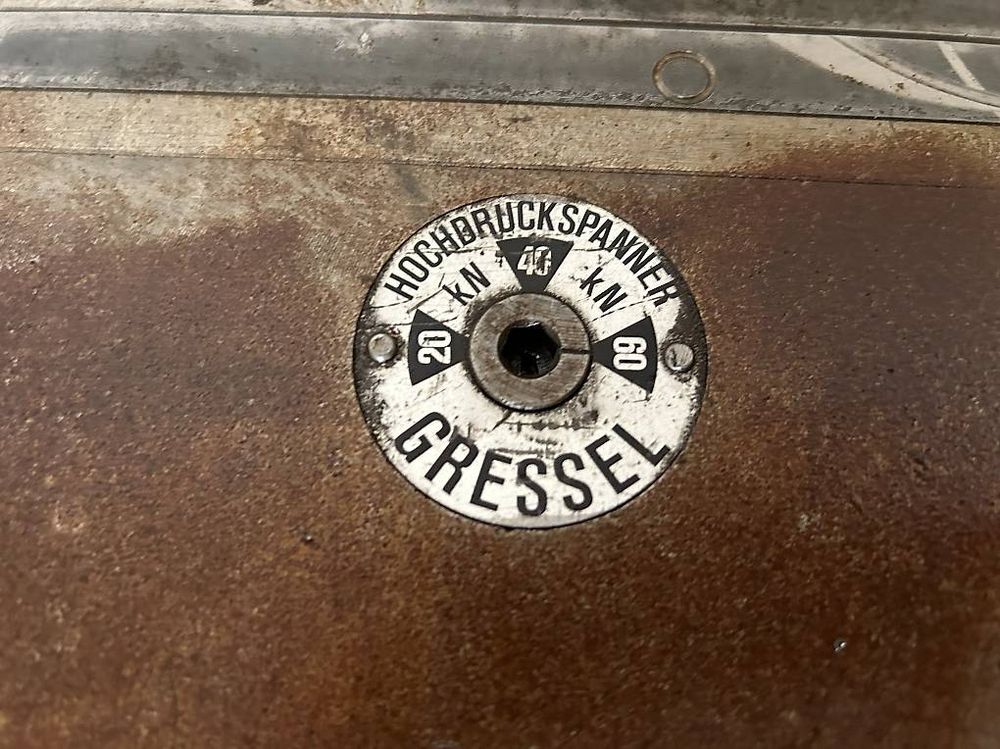 HOCHDRUCKSPANNER
kN 40 kN
20 60
GRESSEL